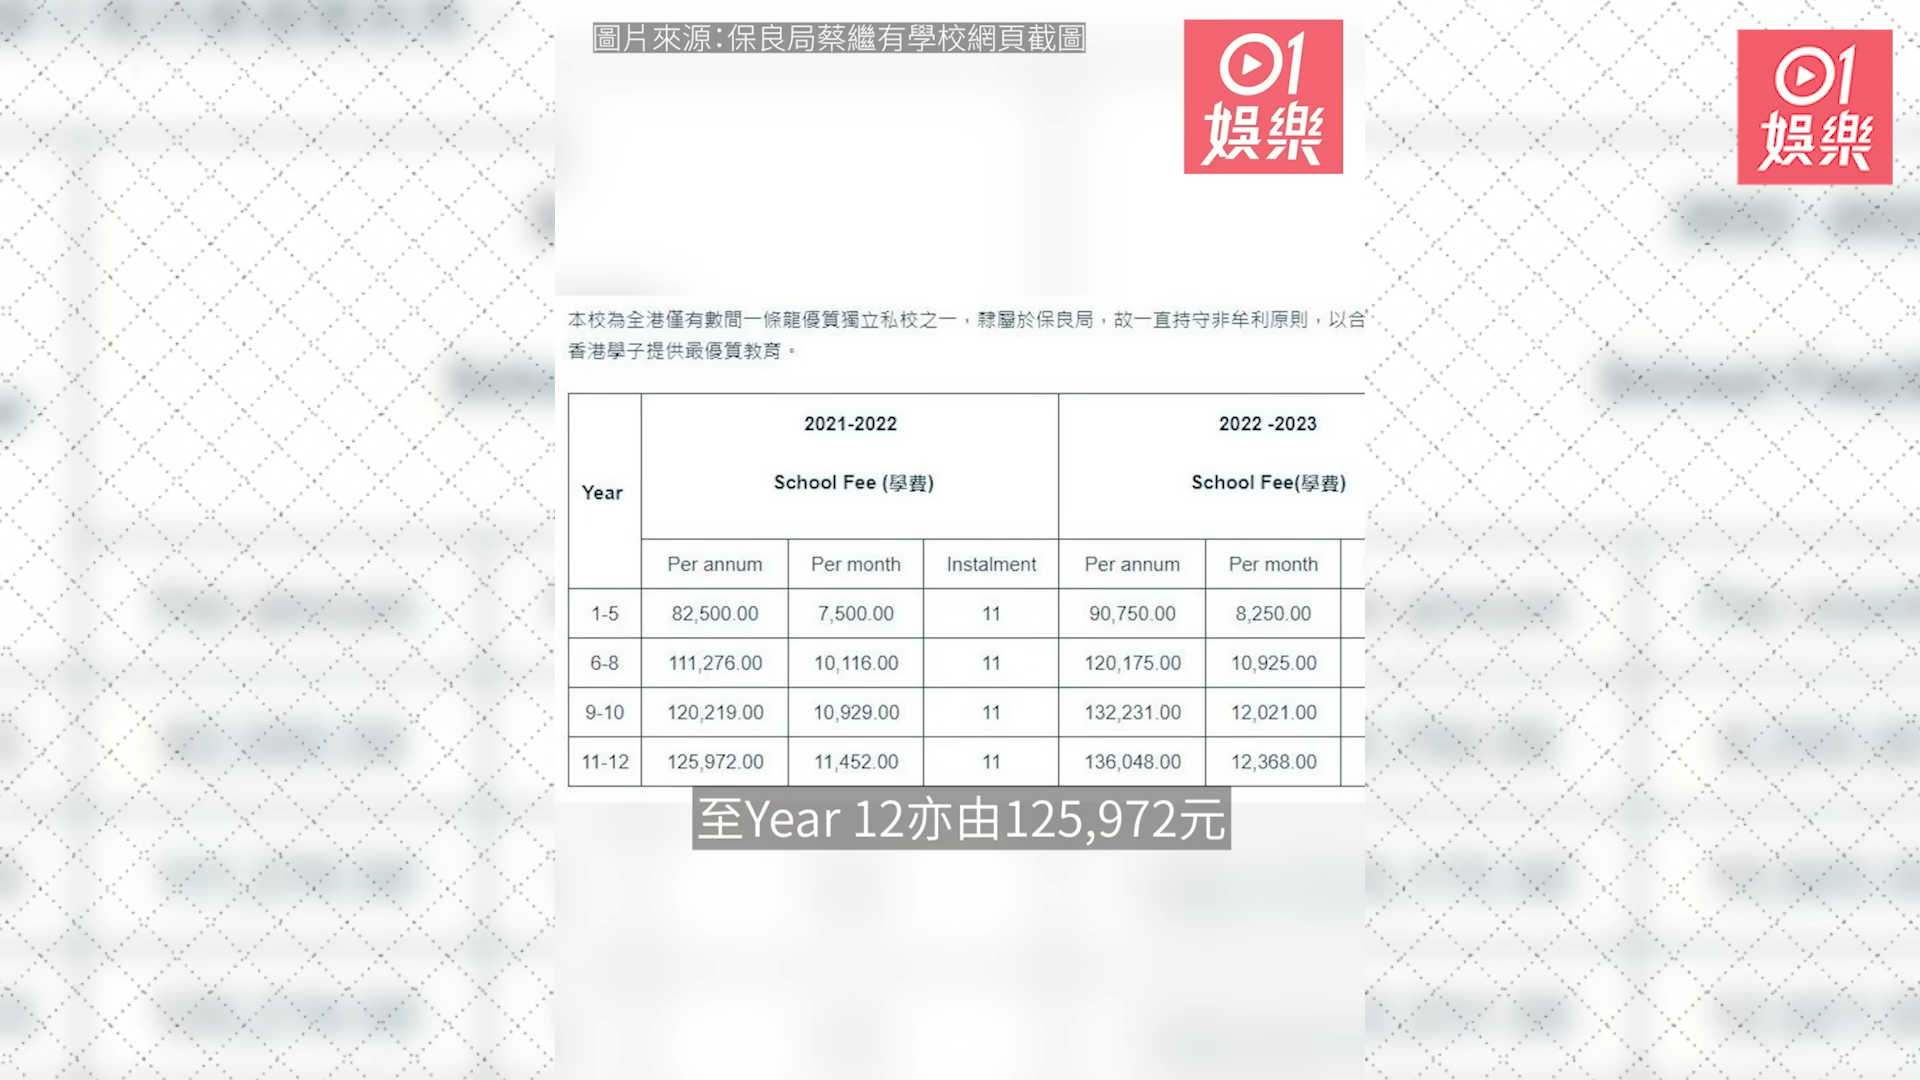 圖片來源:保良局蔡繼有學校網頁截圖
01
娛樂
01
娛樂
本校為全港僅有數間一條龍優質獨立私校之一，隸屬於保良局，故一直持守非牟利原則，以合
香港學子提供最優質教育。
Year
2021-2022
School Fee (學費)
2022 -2023
School Fee(學費)
Per annum Per month Instalment Per annum Per month
1-5 82,500.00 7,500.00 11 90,750.00 8,250.00
6-8 111,276.00 10,116.00 11 120,175.00 10,925.00
9-10 120,219.00 10,929.00 11 132,231.00 12,021.00
11-12 125,972.00 11,452.00 11 136,048.00 12,368.00
至Year 12亦由125,972元